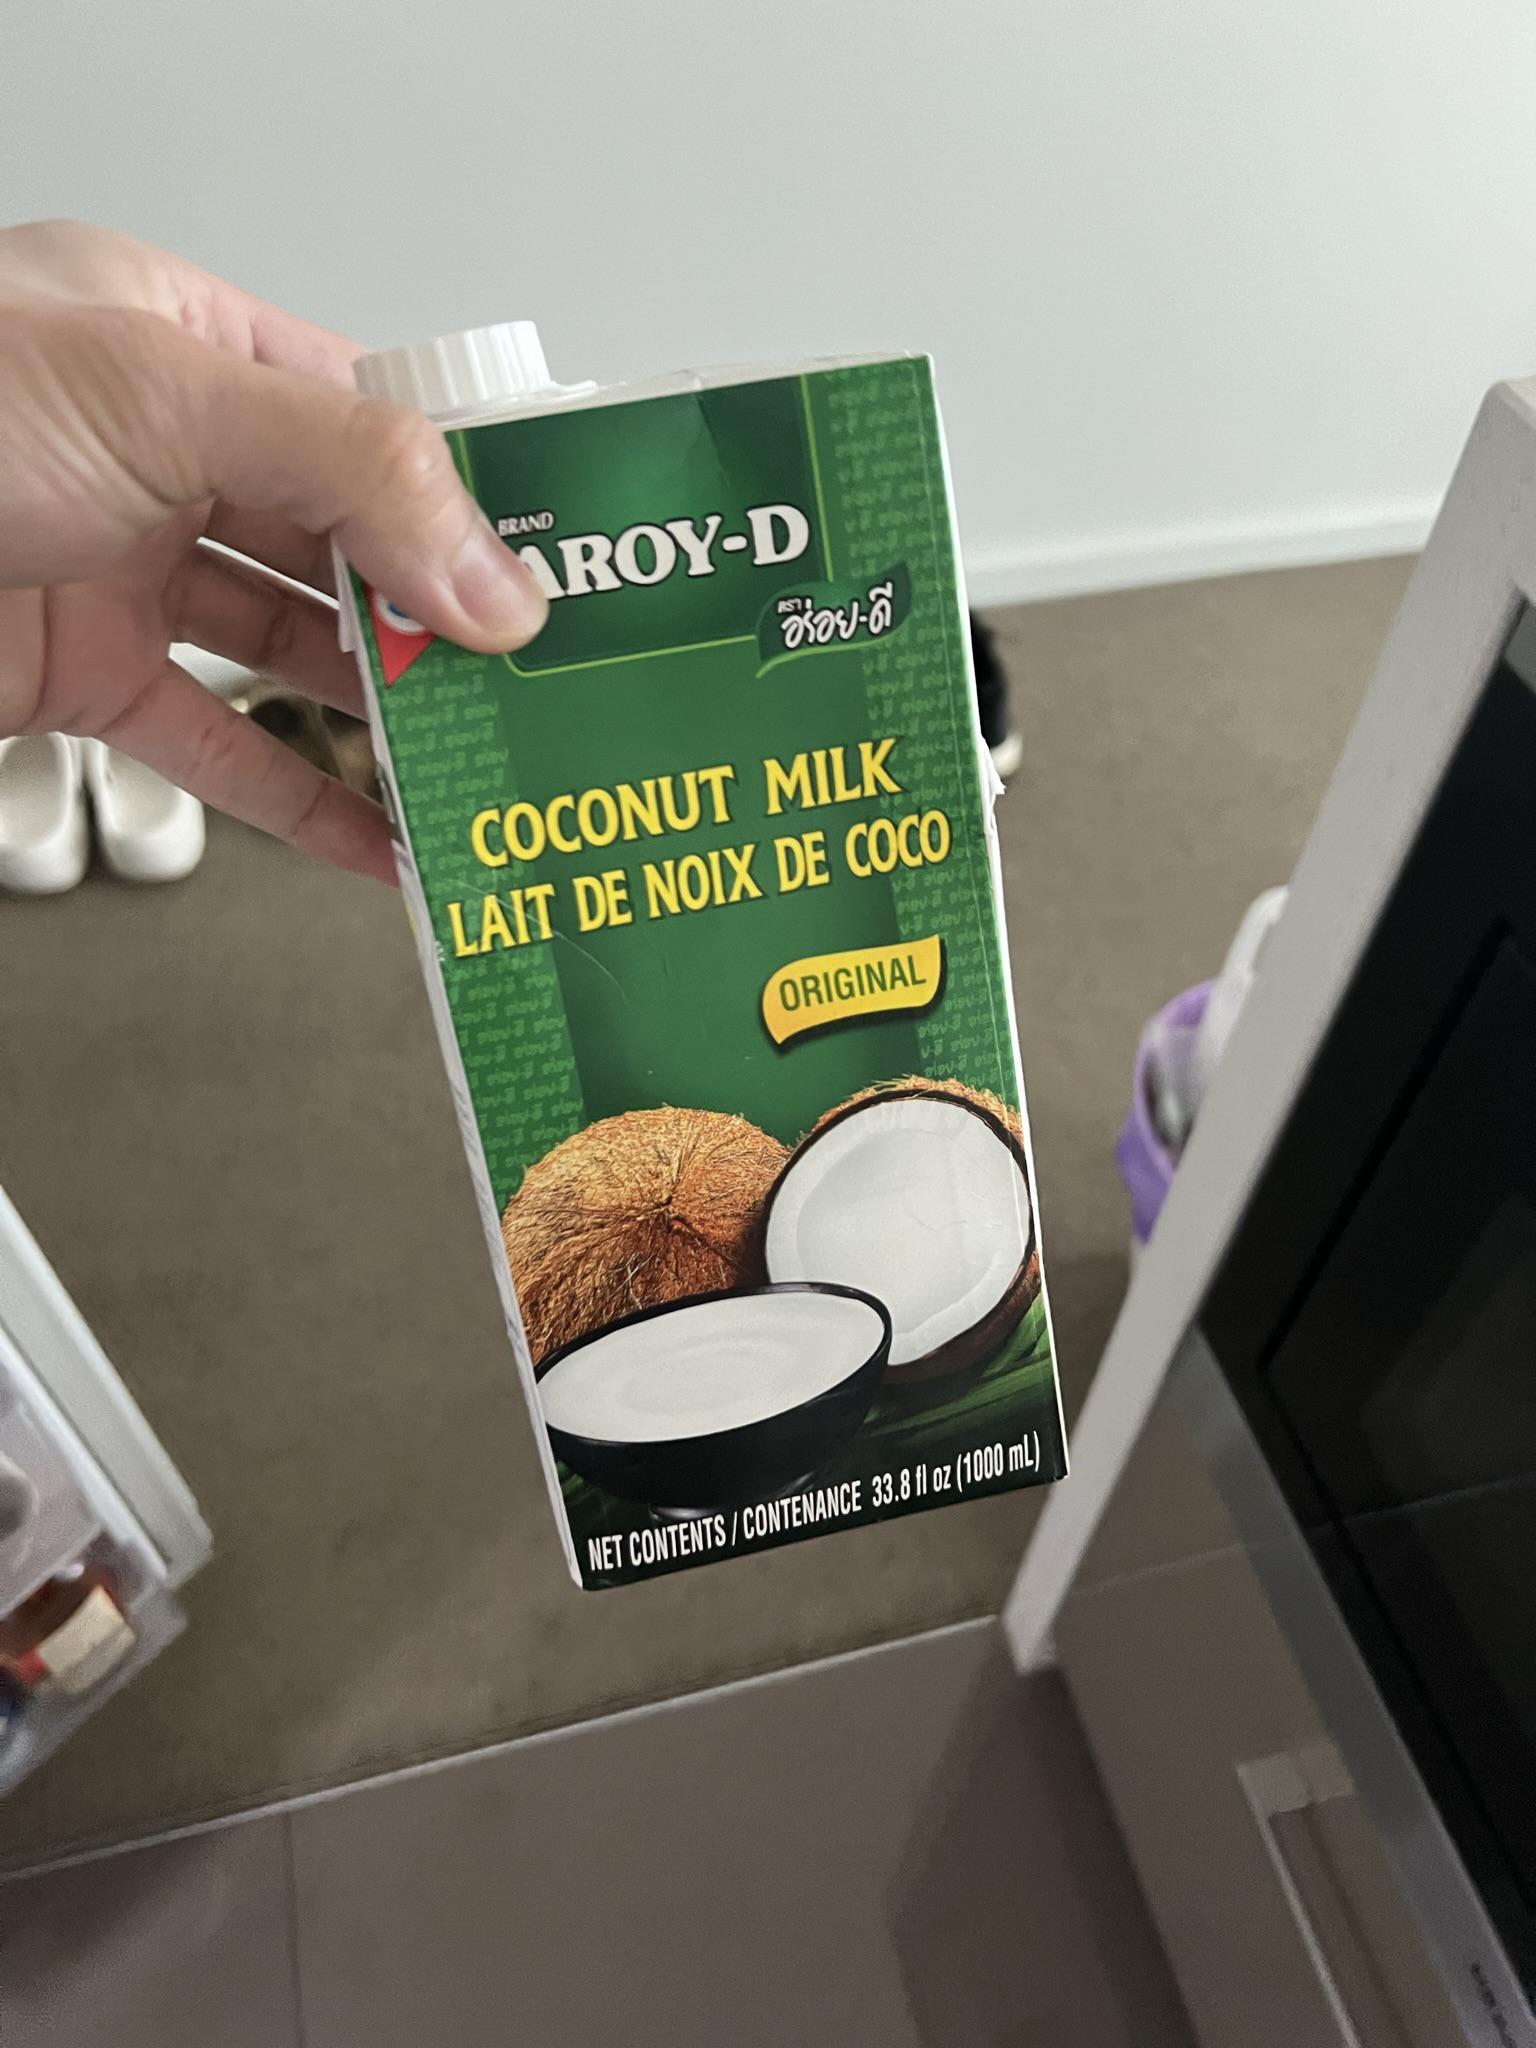 BRAND
AROY-D
ตรา
อร่อย-ดี
COCONUT MILK
LAIT DE NOIX DE COCO
ORIGINAL
NET CONTENTS / CONTENANCE 33.8 fl oz (1000 mL)